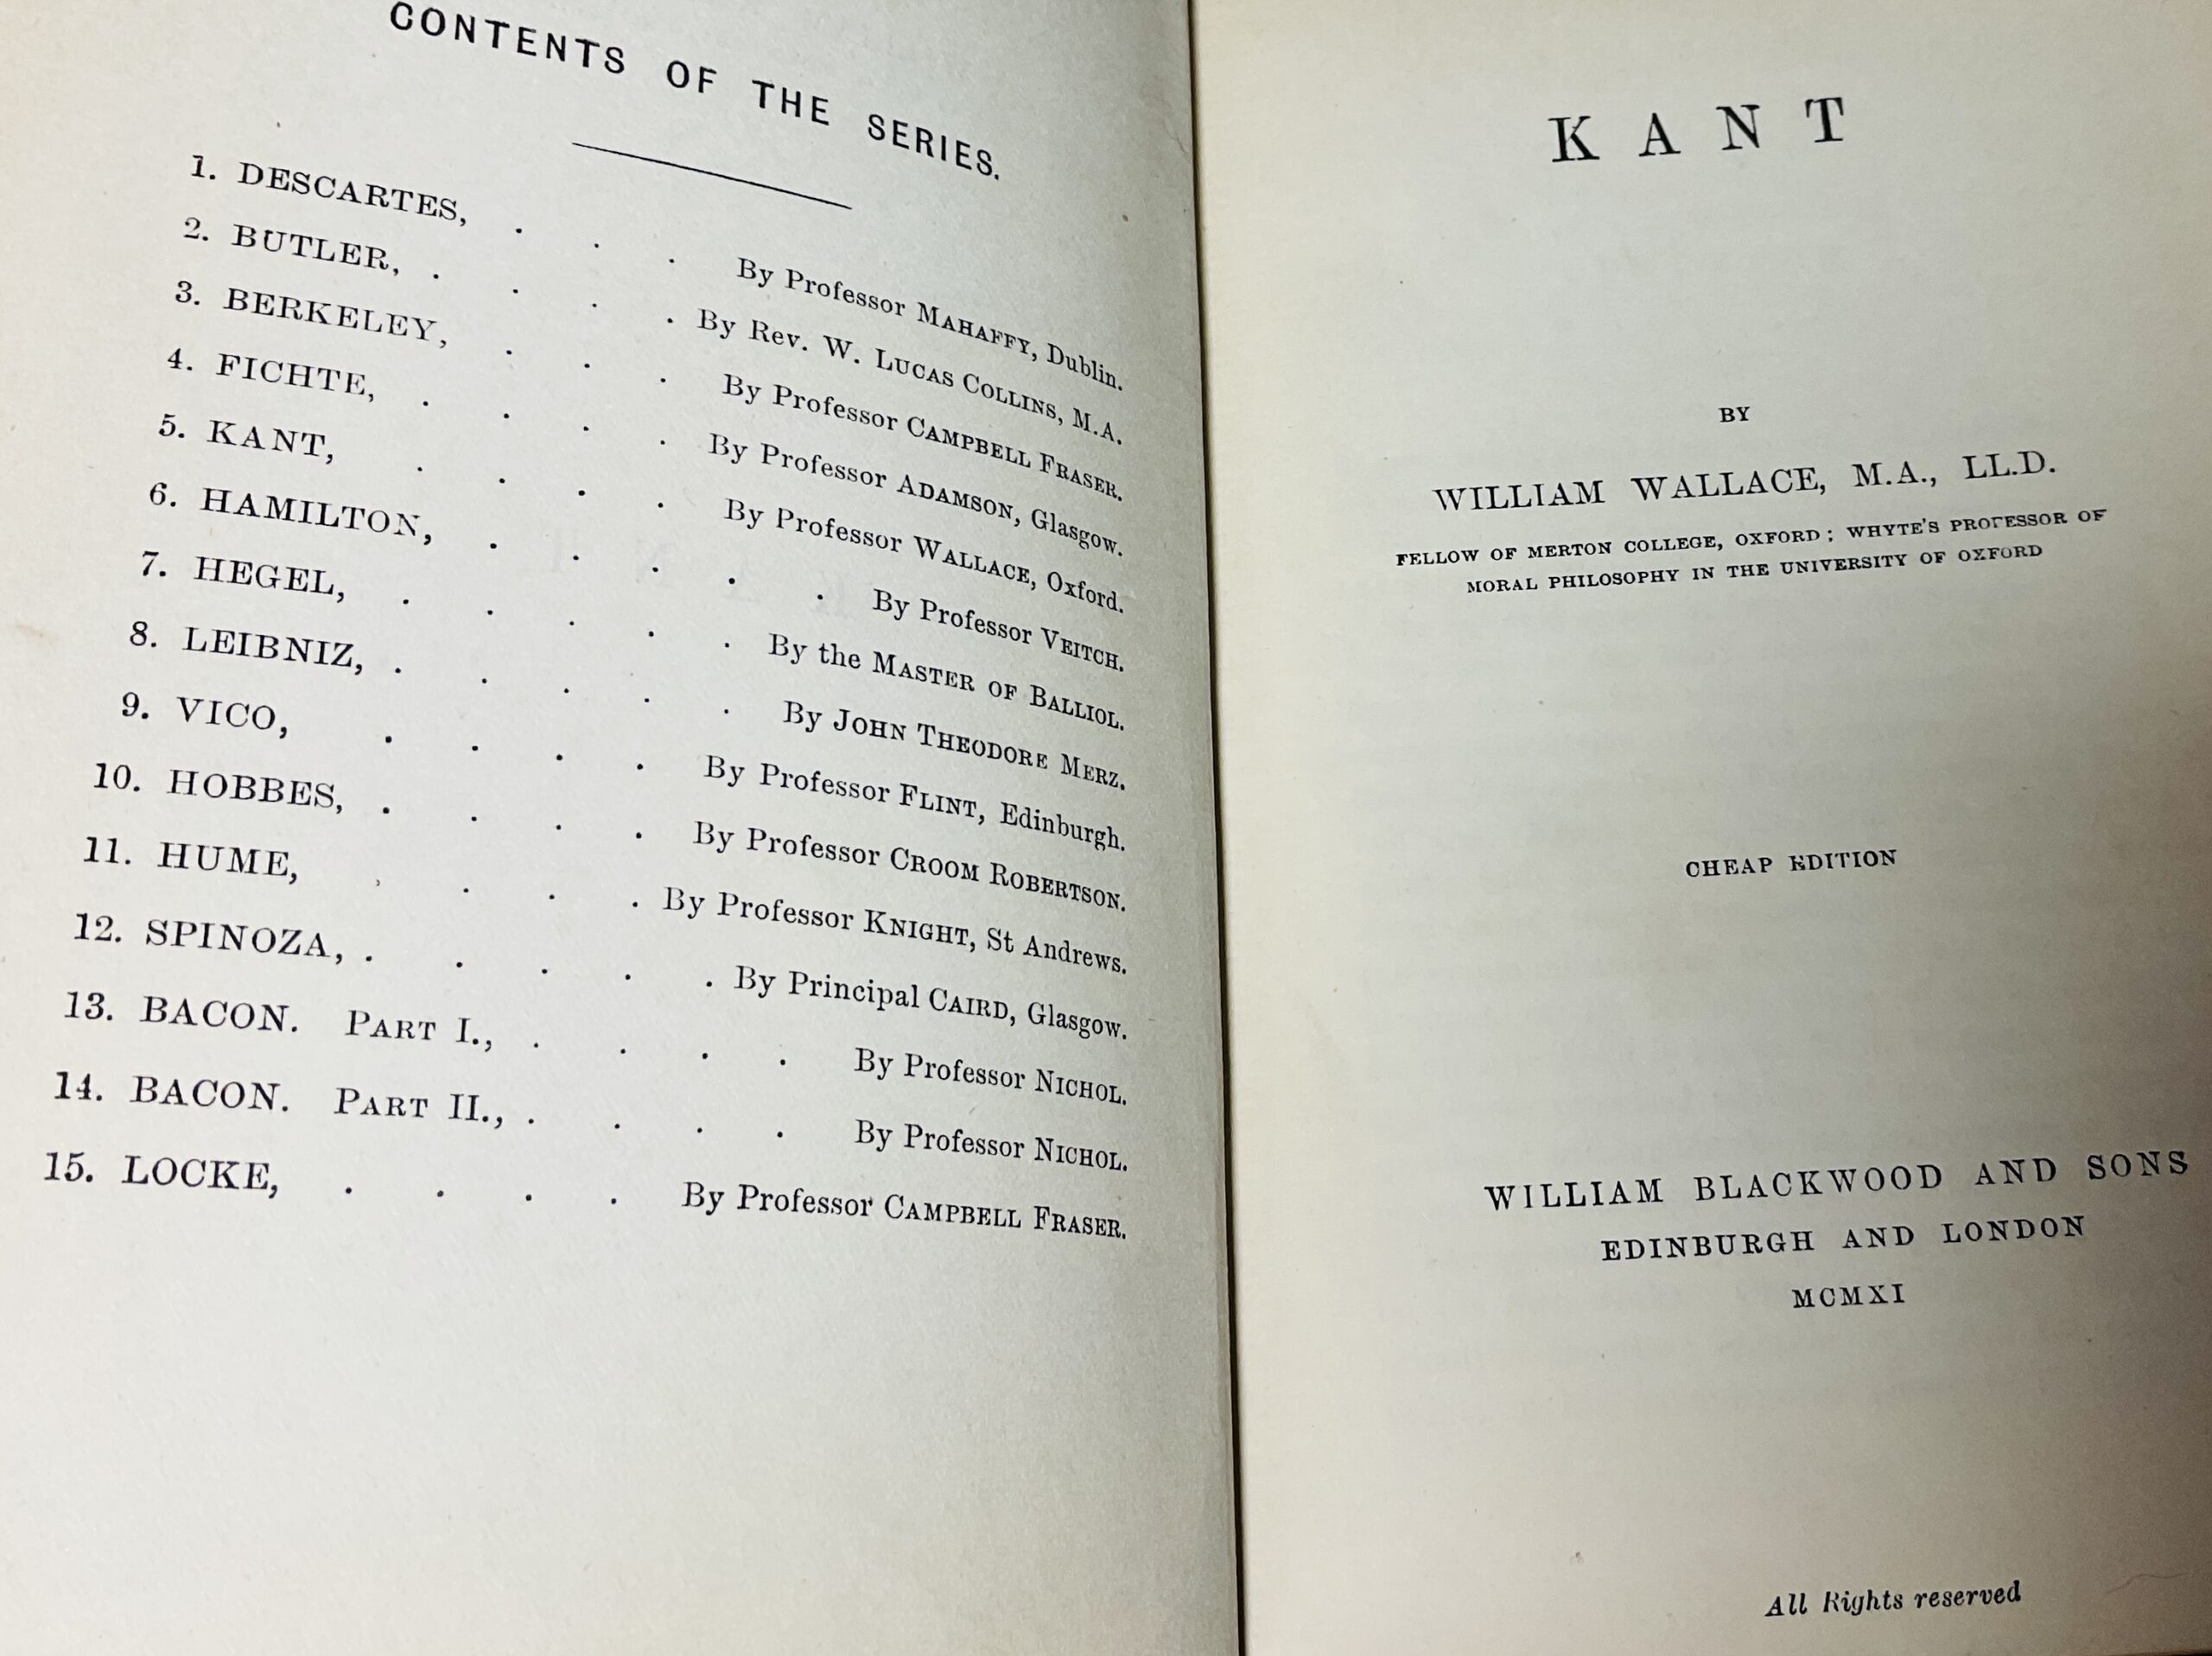 CONTENTS OF THE SERIES.
1. DESCARTES, . . . By Professor MAHAFFY, Dublin.
2. BUTLER, . . . . By Rev. W. LUCAS COLLINS, M.A.
3. BERKELEY, . . . By Professor CAMPBELL FRASER.
4. FICHTE, . . . . By Professor ADAMSON, Glasgow.
5. KANT, . . . . By Professor WALLACE, Oxford.
6. HAMILTON, . . . . . By Professor VEITCH.
7. HEGEL, . . . . . By the MASTER OF BALLIOL.
8. LEIBNIZ, . . . . . By JOHN THEODORE MERZ.
9. VICO, . . . . By Professor FLINT, Edinburgh.
10. HOBBES, . . . . By Professor CROOM ROBERTSON.
11. HUME, . . . . By Professor KNIGHT, St Andrews.
12. SPINOZA, . . . . . By Principal CAIRD, Glasgow.
13. BACON. PART I., . . . . By Professor NICHOL.
14. BACON. PART II., . . . . By Professor NICHOL.
15. LOCKE, . . . . By Professor CAMPBELL FRASER.
KANT
BY
WILLIAM WALLACE, M.A., LL.D.
FELLOW OF MERTON COLLEGE, OXFORD; WHYTE'S PROFESSOR OF
MORAL PHILOSOPHY IN THE UNIVERSITY OF OXFORD
CHEAP EDITION
WILLIAM BLACKWOOD AND SONS
EDINBURGH AND LONDON
MCMXI
All Rights reserved